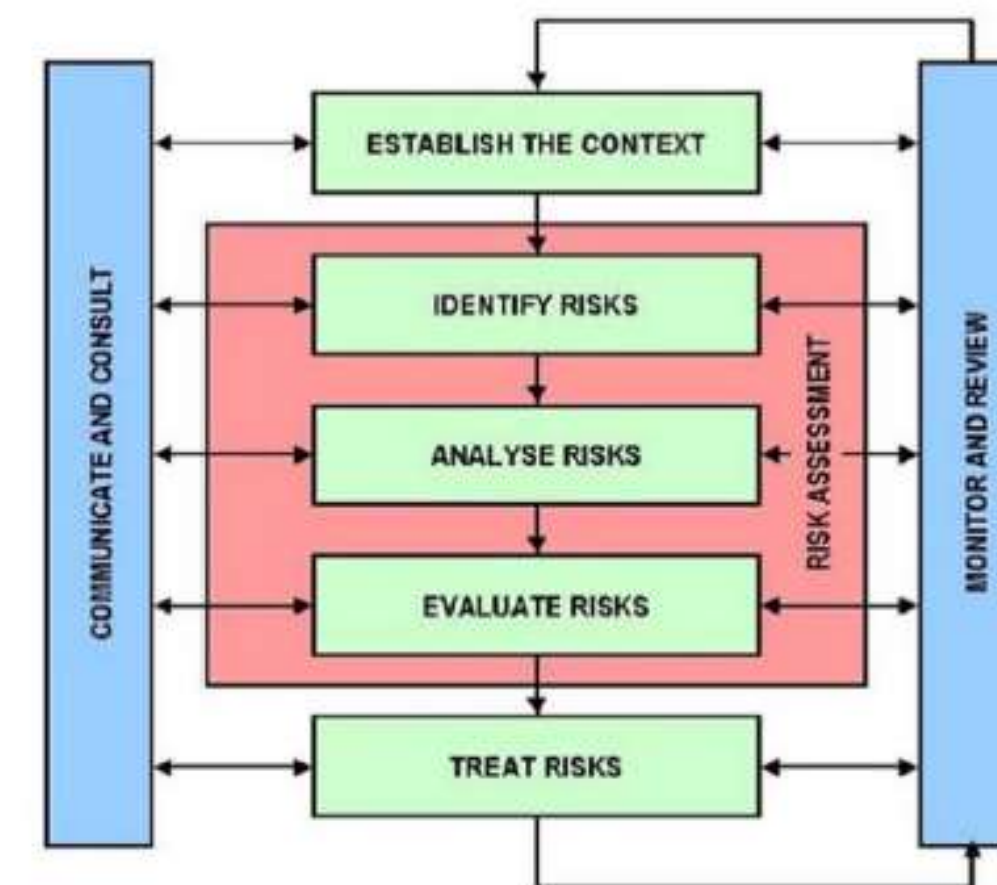 ESTABLISH THE CONTEXT
COMMUNICATE AND CONSULT
IDENTIFY RISKS
ANALYSE RISKS
EVALUATE RISKS
RISK ASSESSMENT
MONITOR AND REVIEW
TREAT RISKS